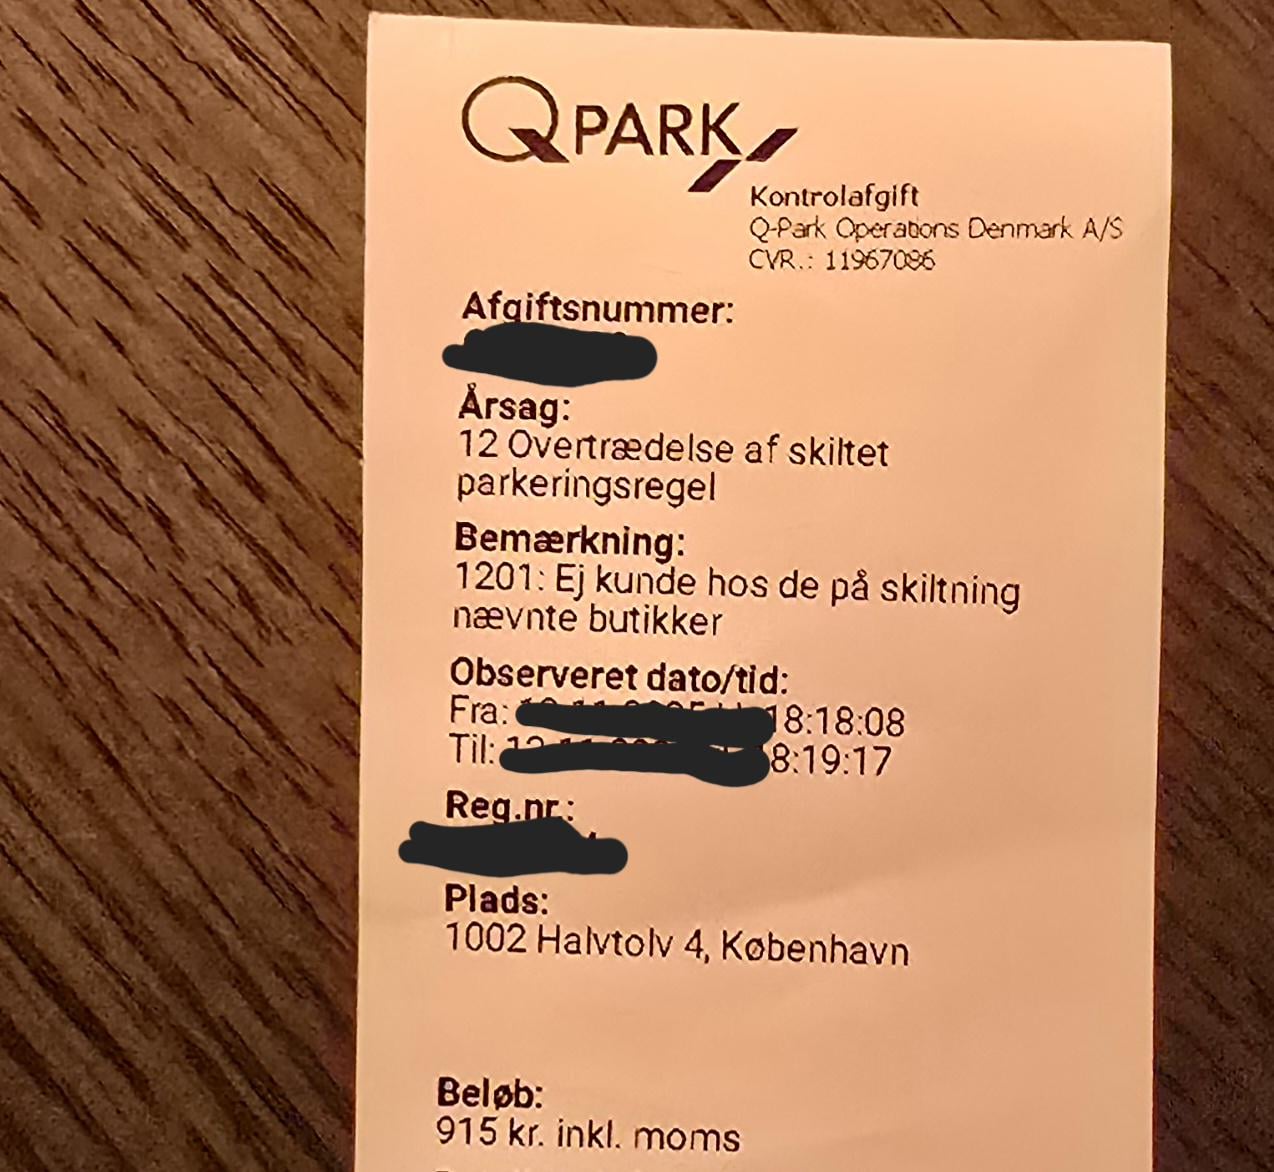 Q PARK
Kontrolafgift
Q-Park Operations Denmark A/S
CVR.: 11967086
Afgiftsnummer:
Årsag:
12 Overtrædelse af skiltet
parkeringsregel
Bemærkning:
1201: Ej kunde hos de på skiltning
nævnte butikker
Observeret dato/tid:
Fra: 18:18:08
Til: 8:19:17
Reg.nr.:
Plads:
1002 Halvtolv 4, København
Beløb:
915 kr. inkl. moms